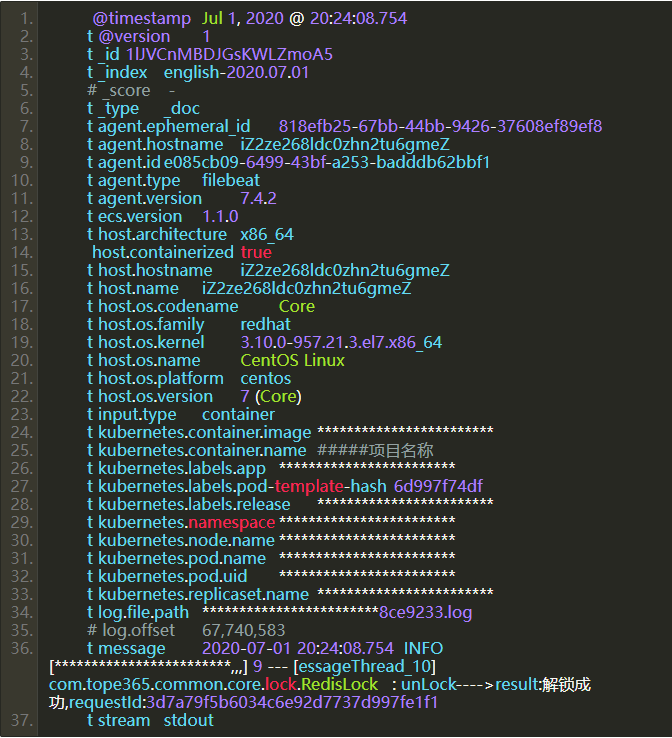 1. @timestamp Jul 1, 2020 @ 20:24:08.754
2. t @version 1
3. t _id 1lJVCnMBDJGsKWLZmoA5
4. t _index english-2020.07.01
5. # _score -
6. t _type _doc
7. t agent.ephemeral_id 818efb25-67bb-44bb-9426-37608ef89ef8
8. t agent.hostname iZ2ze268ldc0zhn2tu6gmeZ
9. t agent.id e085cb09-6499-43bf-a253-badddb62bbf1
10. t agent.type filebeat
11. t agent.version 7.4.2
12. t ecs.version 1.1.0
13. t host.architecture x86_64
14. host.containerized true
15. t host.hostname iZ2ze268ldc0zhn2tu6gmeZ
16. t host.name iZ2ze268ldc0zhn2tu6gmeZ
17. t host.os.codename Core
18. t host.os.family redhat
19. t host.os.kernel 3.10.0-957.21.3.el7.x86_64
20. t host.os.name CentOS Linux
21. t host.os.platform centos
22. t host.os.version 7 (Core)
23. t input.type container
24. t kubernetes.container.image ************************
25. t kubernetes.container.name #####项目名称
26. t kubernetes.labels.app ************************
27. t kubernetes.labels.pod-template-hash 6d997f74df
28. t kubernetes.labels.release ************************
29. t kubernetes.namespace ************************
30. t kubernetes.node.name ************************
31. t kubernetes.pod.name ************************
32. t kubernetes.pod.uid ************************
33. t kubernetes.replicaset.name ************************
34. t log.file.path ************************8ce9233.log
35. # log.offset 67,740,583
36. t message 2020-07-01 20:24:08.754 INFO
[************************,,,] 9 --- [essageThread_10]
com.tope365.common.core.lock.RedisLock : unLock---->result:解锁成
功,requestId:3d7a79f5b6034c6e92d7737d997fe1f1
37. t stream stdout